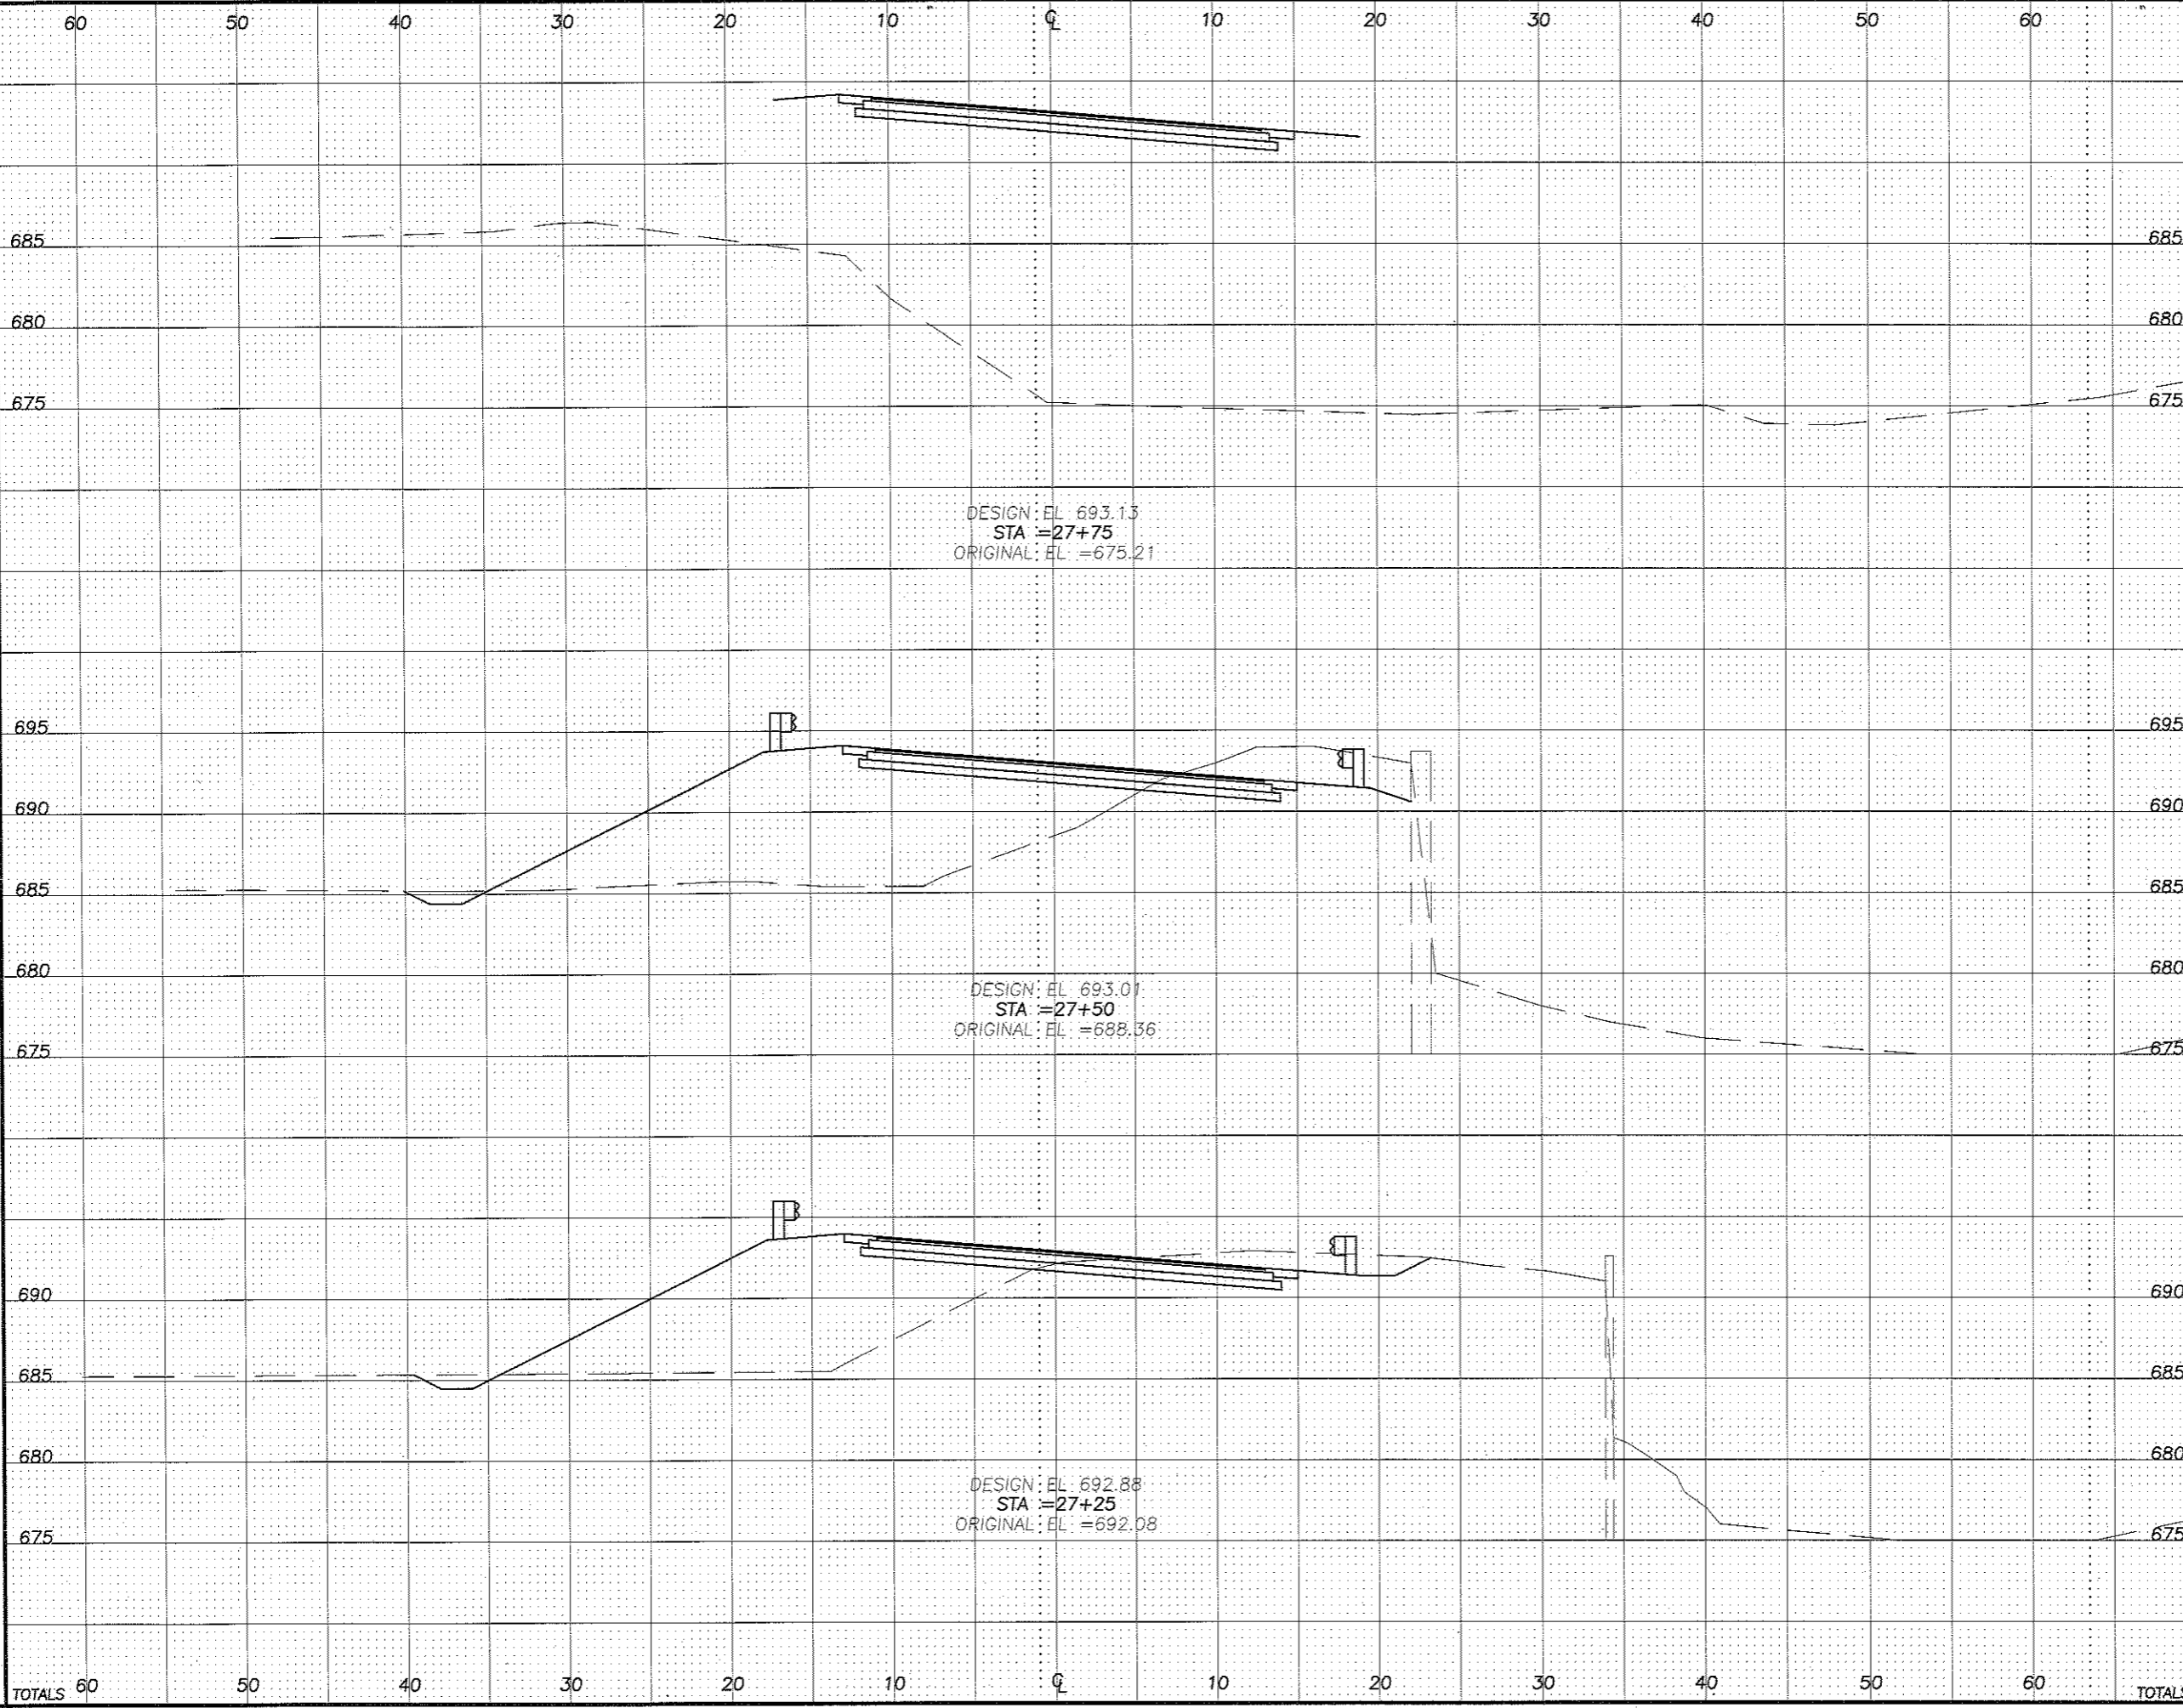 60 50 40 30 20 10 ℄ 10 20 30 40 50 60
685 685
680 680
675 675
DESIGN EL 693.13
STA =27+75
ORIGINAL EL =675.21
695 695
690 690
685 685
680 680
DESIGN EL 693.01
STA =27+50
ORIGINAL EL =688.36
675 675
690 690
685 685
680 680
DESIGN EL 692.88
STA =27+25
ORIGINAL EL =692.08
675 675
TOTALS 60 50 40 30 20 10 ℄ 10 20 30 40 50 60 TOTALS